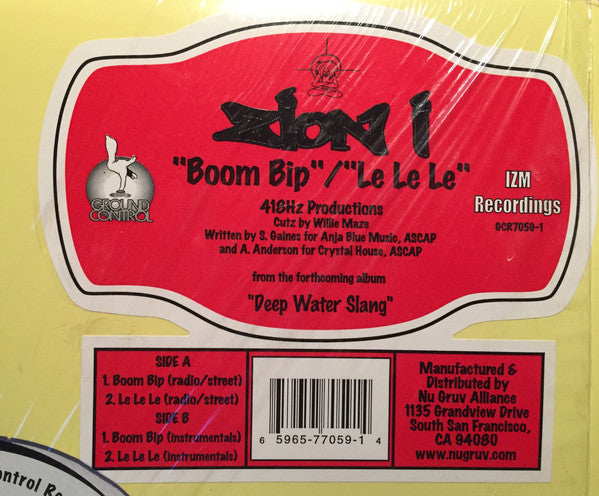 Zion I
"Boom Bip"/"Le Le Le"
GROUND
CONTROL
418Hz Productions
Cutz by Willie Maze
Written by S. Gaines for Anja Blue Music, ASCAP
and A. Anderson for Crystal House, ASCAP
from the forthcoming album
"Deep Water Slang"
IZM
Recordings
GCR7059-1
SIDE A
1. Boom Bip (radio/street)
2. Le Le Le (radio/street)
SIDE B
1. Boom Bip (instrumentals)
2. Le Le Le (instrumentals)
6 5965-77059-1 4
Manufactured &
Distributed by
Nu Gruv Alliance
1135 Grandview Drive
South San Francisco,
CA 94080
www.nugruv.com
ontrol Re